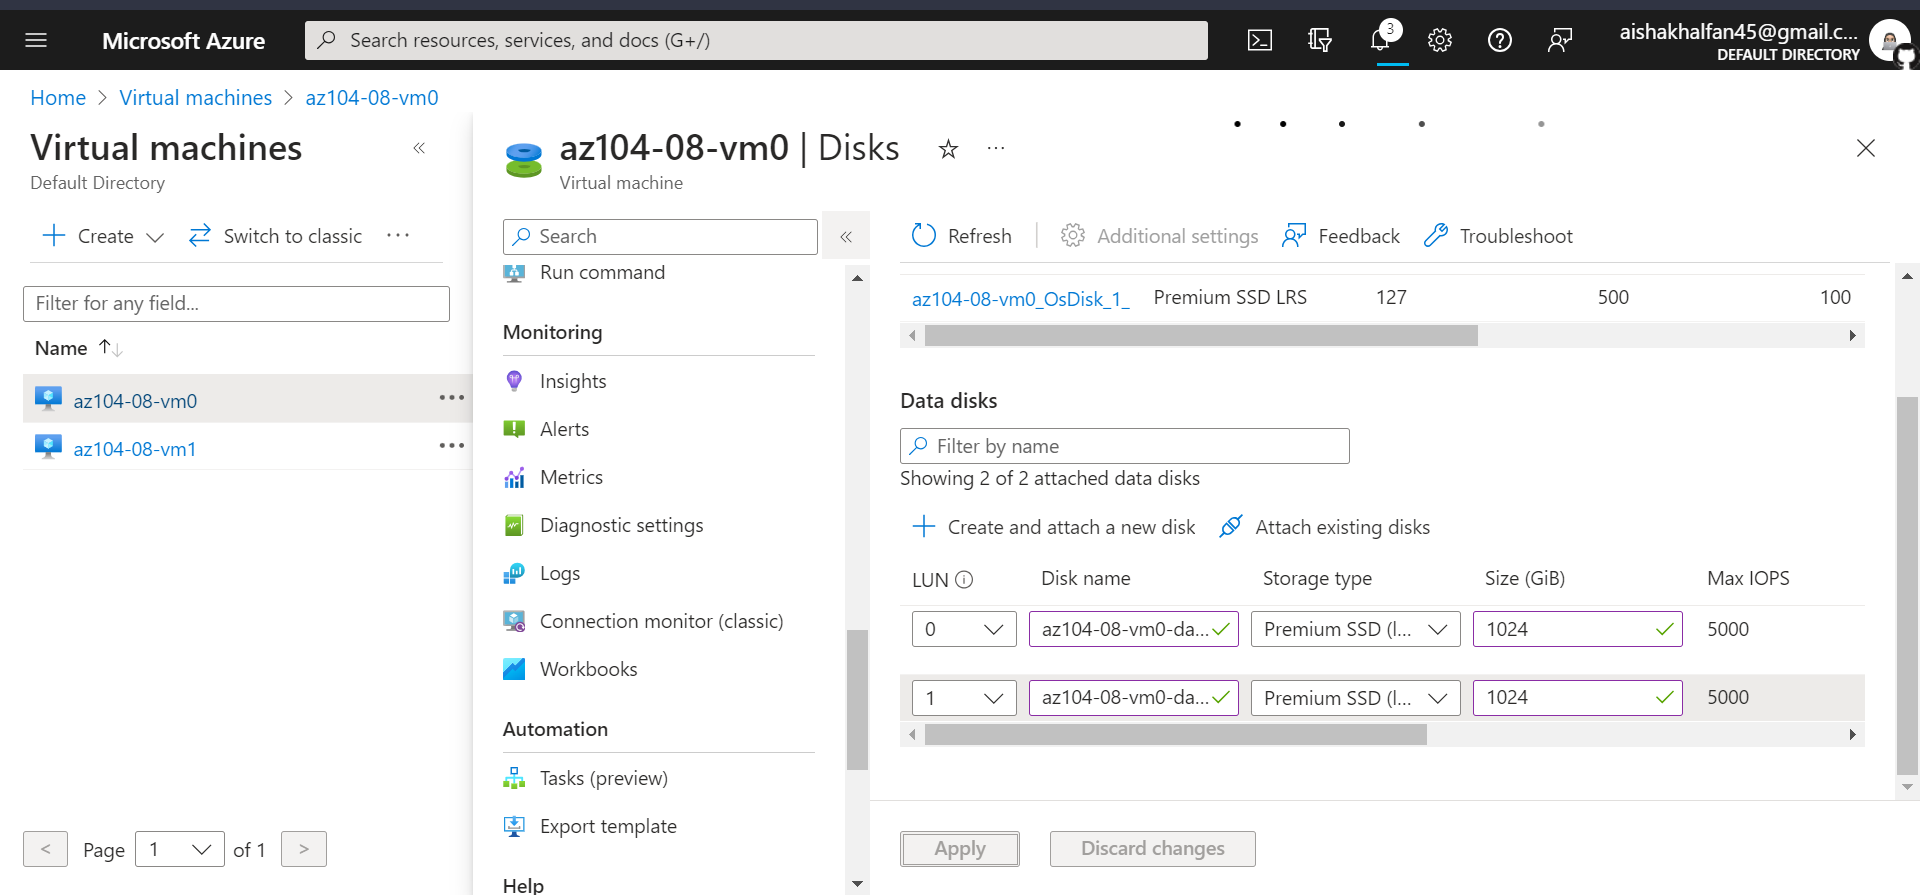 Microsoft Azure
Search resources, services, and docs (G+/)
3
aishakhalfan45@gmail.c...
DEFAULT DIRECTORY
Home > Virtual machines > az104-08-vm0
Virtual machines
Default Directory
Create
Switch to classic
Filter for any field...
Name
az104-08-vm0
az104-08-vm1
< Page 1 of 1 >
az104-08-vm0 | Disks
Virtual machine
Search
Run command
Monitoring
Insights
Alerts
Metrics
Diagnostic settings
Logs
Connection monitor (classic)
Workbooks
Automation
Tasks (preview)
Export template
Help
Refresh
Additional settings
Feedback
Troubleshoot
az104-08-vm0_OsDisk_1_ Premium SSD LRS 127 500 100
Data disks
Filter by name
Showing 2 of 2 attached data disks
Create and attach a new disk
Attach existing disks
LUN Disk name Storage type Size (GiB) Max IOPS
0 az104-08-vm0-da... Premium SSD (l... 1024 5000
1 az104-08-vm0-da... Premium SSD (l... 1024 5000
Apply
Discard changes